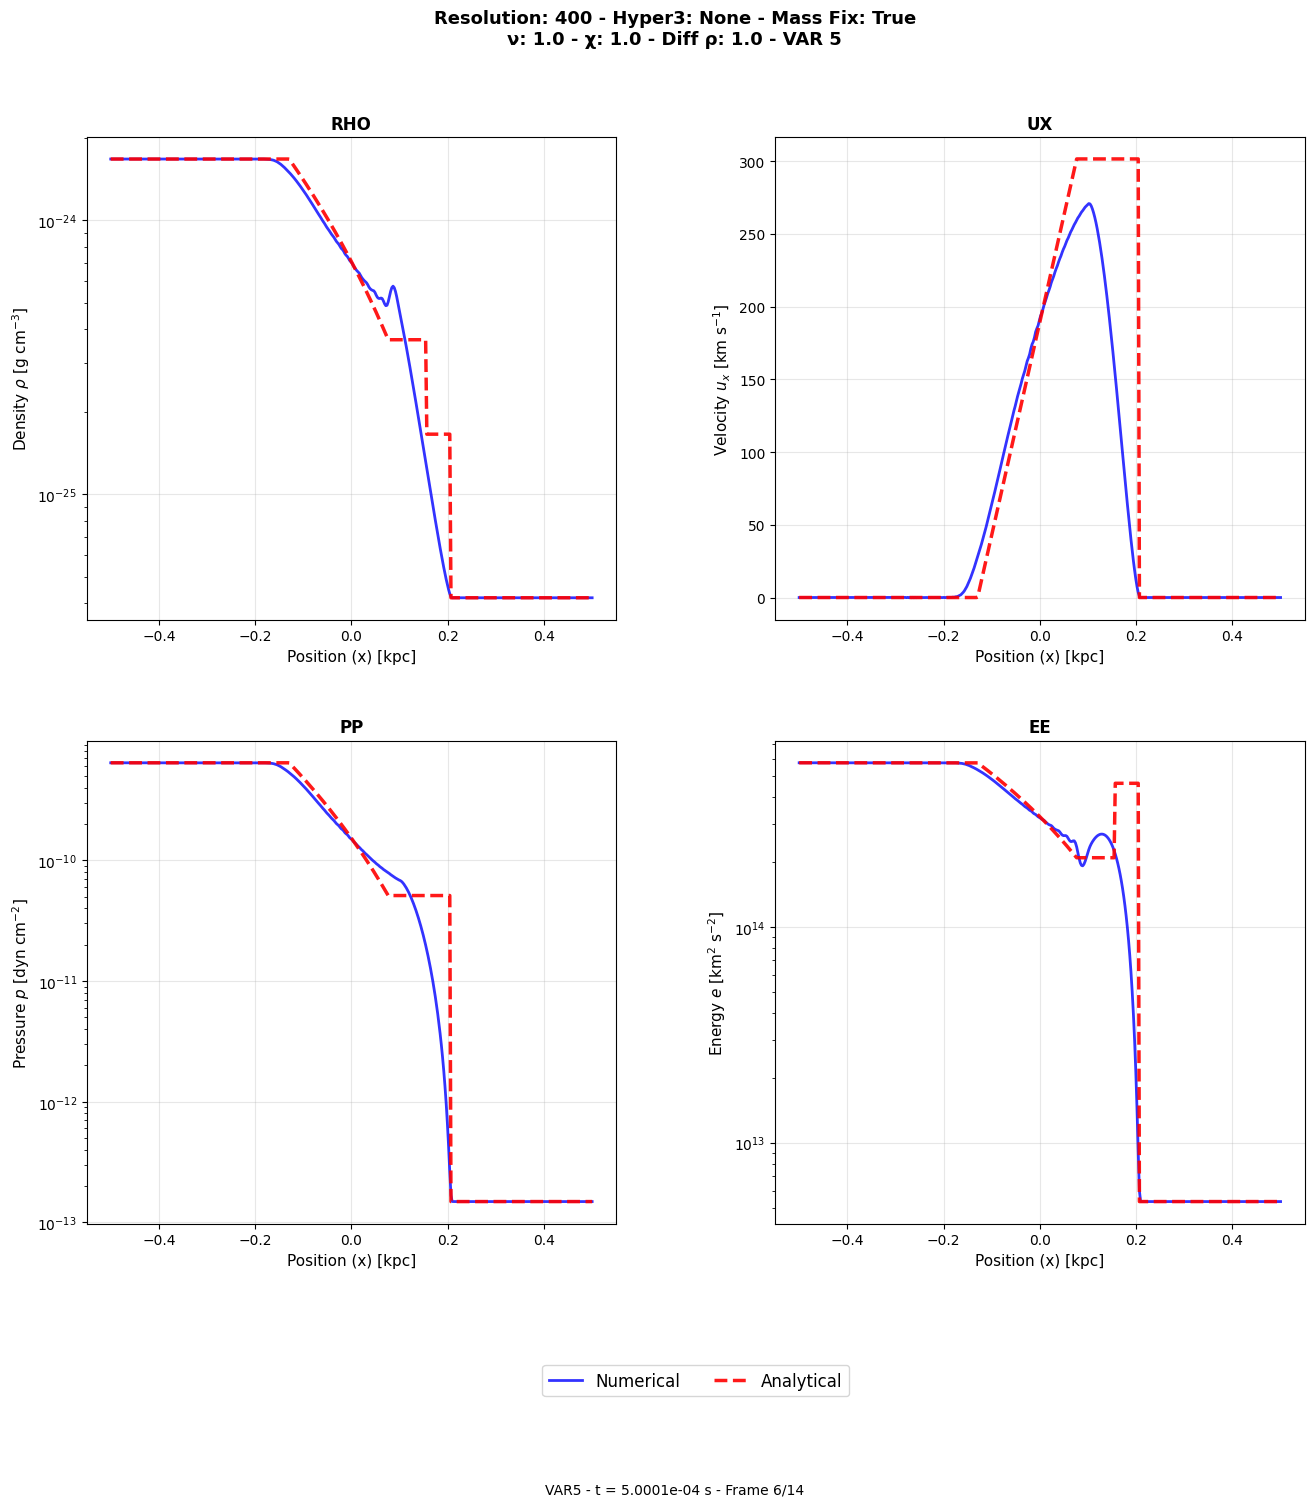 Resolution: 400 - Hyper3: None - Mass Fix: True
ν: 1.0 - χ: 1.0 - Diff ρ: 1.0 - VAR 5
RHO
Density ρ [g cm⁻³]
10⁻²⁴
10⁻²⁵
−0.4 −0.2 0.0 0.2 0.4
Position (x) [kpc]
UX
Velocity uₓ [km s⁻¹]
300
250
200
150
100
50
0
−0.4 −0.2 0.0 0.2 0.4
Position (x) [kpc]
PP
Pressure p [dyn cm⁻²]
10⁻¹⁰
10⁻¹¹
10⁻¹²
10⁻¹³
−0.4 −0.2 0.0 0.2 0.4
Position (x) [kpc]
EE
Energy e [km² s⁻²]
10¹⁴
10¹³
−0.4 −0.2 0.0 0.2 0.4
Position (x) [kpc]
Numerical Analytical
VAR5 - t = 5.0001e-04 s - Frame 6/14